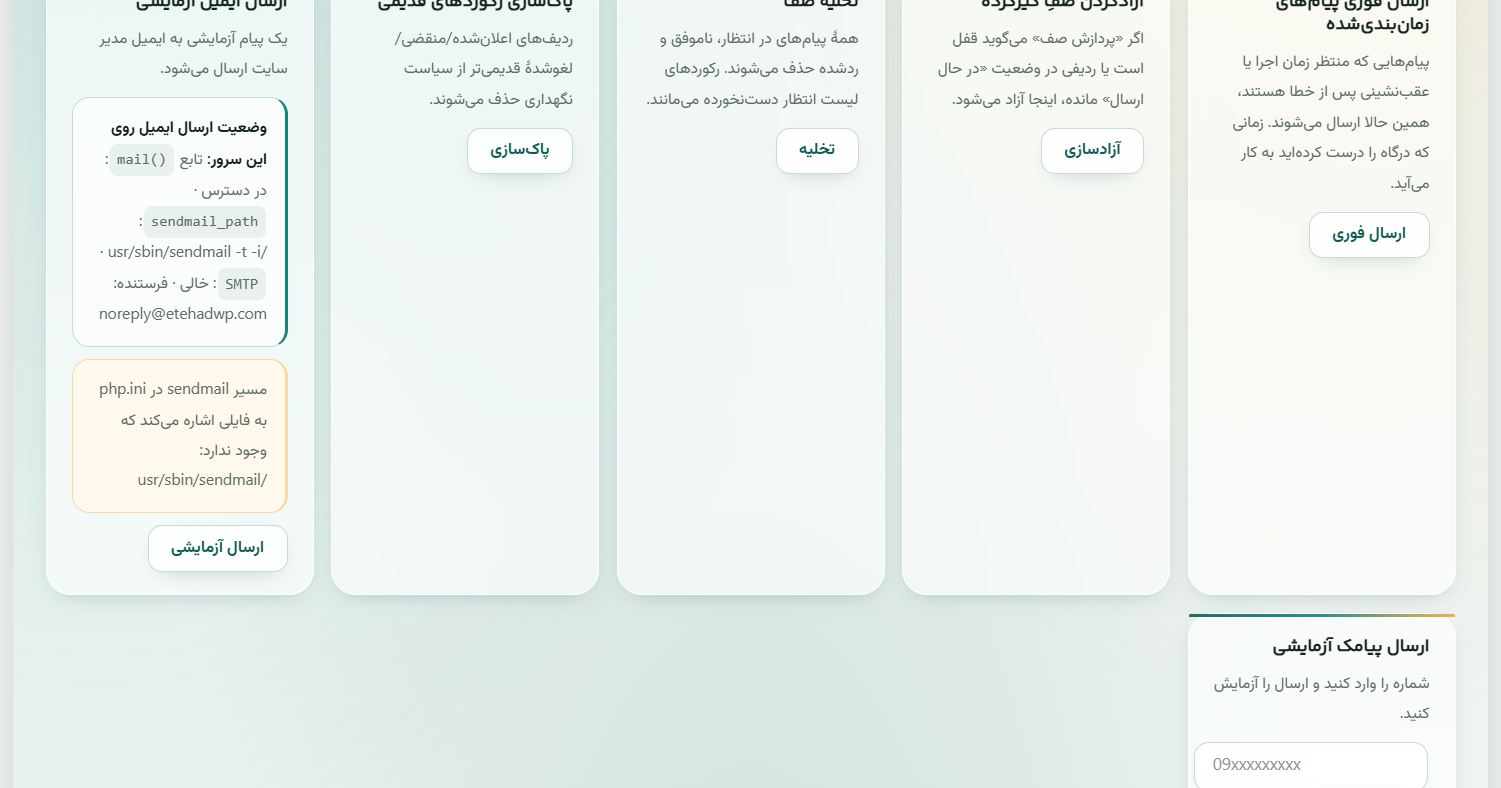 ارسال فوری پیام‌های
زمان‌بندی‌شده
پیام‌هایی که منتظر زمان اجرا یا
عقب‌نشینی پس از خطا هستند،
همین حالا ارسال می‌شوند. زمانی
که درگاه را درست کرده‌اید به کار
می‌آید.
ارسال فوری
آزادکردن صفِ گیرکرده
اگر «پردازش صف» می‌گوید قفل
است یا ردیفی در وضعیت «در حال
ارسال» مانده، اینجا آزاد می‌شود.
آزادسازی
تخلیه صف
همهٔ پیام‌های در انتظار، ناموفق و
ردشده حذف می‌شوند. رکوردهای
لیست انتظار دست‌نخورده می‌مانند.
تخلیه
پاک‌سازی رکوردهای قدیمی
ردیف‌های اعلان‌شده/منقضی/
لغوشدهٔ قدیمی‌تر از سیاست
نگهداری حذف می‌شوند.
پاک‌سازی
ارسال ایمیل آزمایشی
یک پیام آزمایشی به ایمیل مدیر
سایت ارسال می‌شود.
وضعیت ارسال ایمیل روی
این سرور: تابع mail() :
در دسترس ·
sendmail_path :
/usr/sbin/sendmail -t -i ·
SMTP : خالی · فرستنده:
noreply@etehadwp.com
مسیر sendmail در php.ini
به فایلی اشاره می‌کند که
وجود ندارد:
/usr/sbin/sendmail
ارسال آزمایشی
ارسال پیامک آزمایشی
شماره را وارد کنید و ارسال را آزمایش
کنید.
09xxxxxxxxx